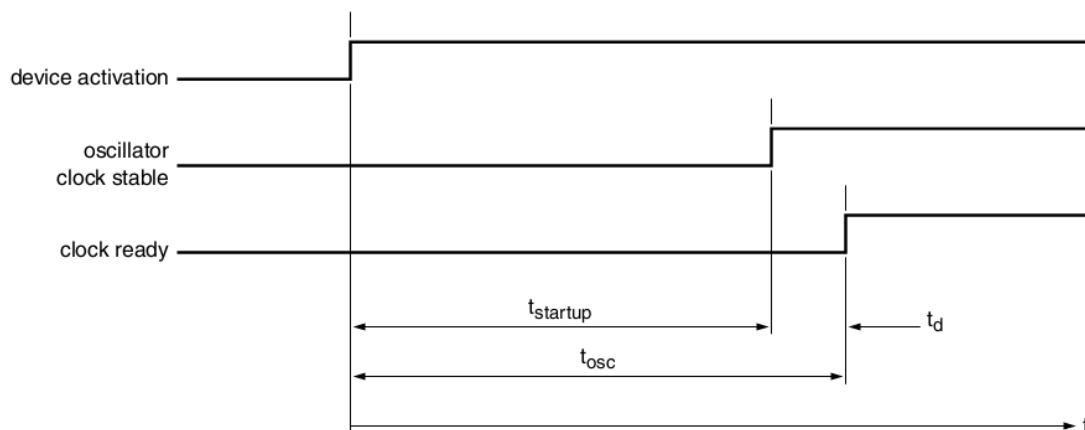 device activation
oscillator
clock stable
clock ready
tstartup
td
tosc
t